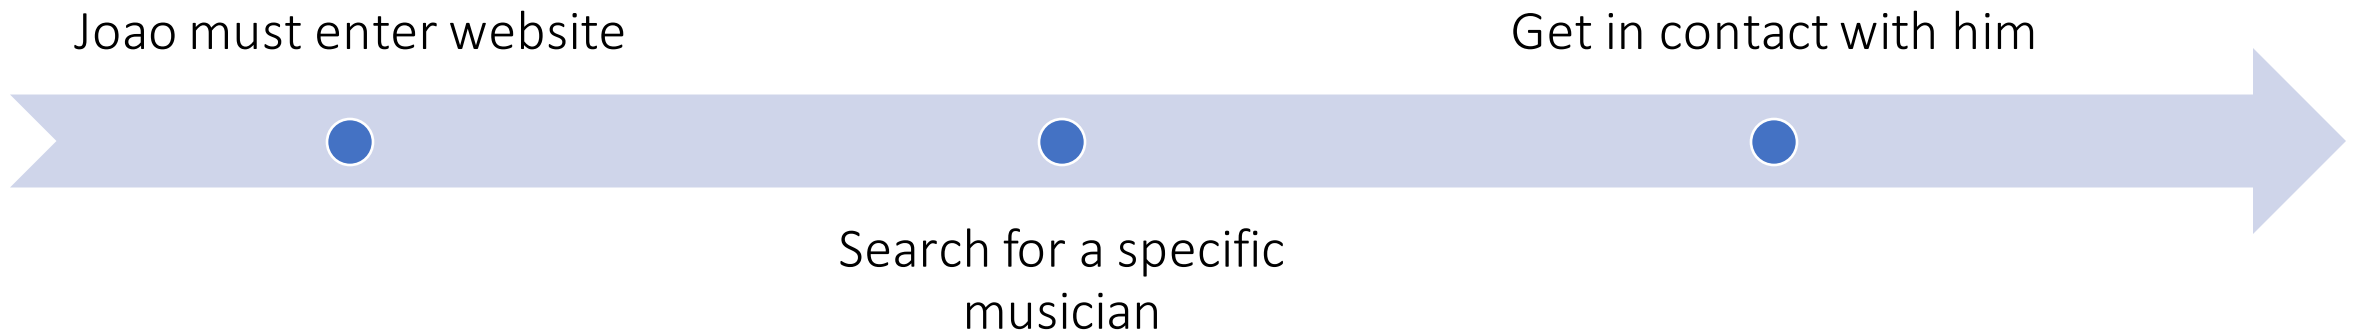 Joao must enter website
Search for a specific
musician
Get in contact with him